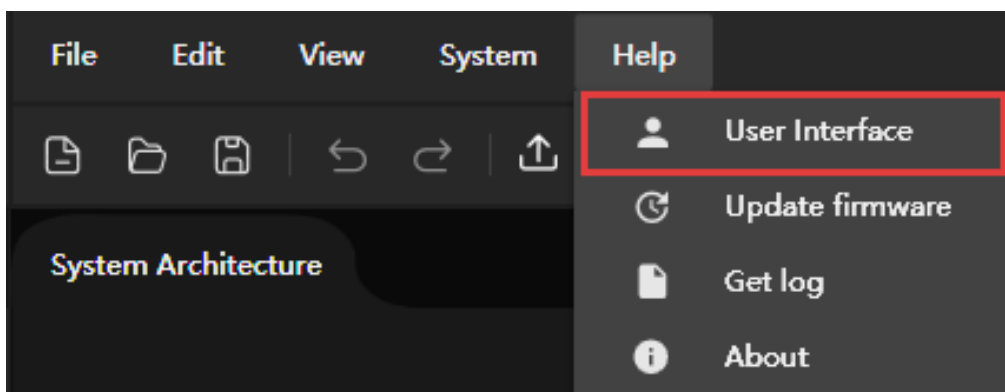 File Edit View System Help
User Interface
Update firmware
System Architecture
Get log
About